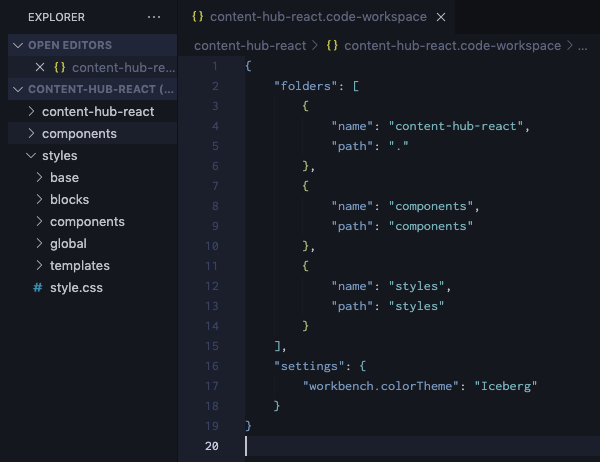 EXPLORER
OPEN EDITORS
{} content-hub-re...
CONTENT-HUB-REACT (...
content-hub-react
components
styles
base
blocks
components
global
templates
# style.css
{} content-hub-react.code-workspace
content-hub-react > {} content-hub-react.code-workspace > ...
1 {
2 "folders": [
3 {
4 "name": "content-hub-react",
5 "path": "."
6 },
7 {
8 "name": "components",
9 "path": "components"
10 },
11 {
12 "name": "styles",
13 "path": "styles"
14 }
15 ],
16 "settings": {
17 "workbench.colorTheme": "Iceberg"
18 }
19 }
20